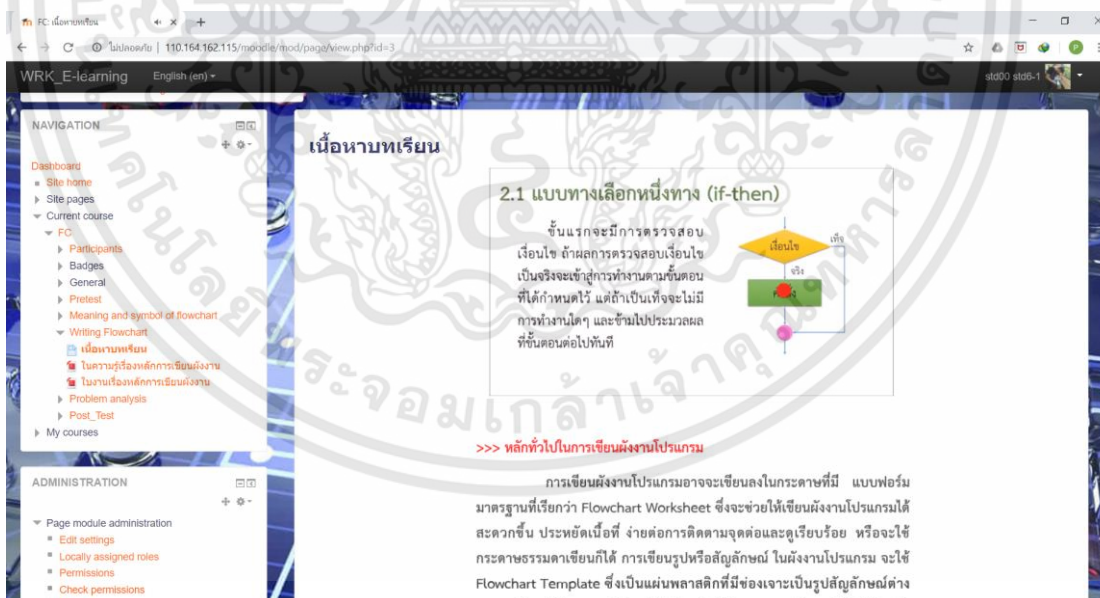 FC: เนื้อหาบทเรียน
ไม่ปลอดภัย | 110.164.162.115/moodle/mod/page/view.php?id=3
WRK_E-learning English (en)
std00 std6-1
NAVIGATION
Dashboard
Site home
Site pages
Current course
FC
Participants
Badges
General
Pretest
Meaning and symbol of flowchart
Writing Flowchart
เนื้อหาบทเรียน
ใบความรู้เรื่องหลักการเขียนผังงาน
ใบงานเรื่องหลักการเขียนผังงาน
Problem analysis
Post_Test
My courses
ADMINISTRATION
Page module administration
Edit settings
Locally assigned roles
Permissions
Check permissions
เนื้อหาบทเรียน
2.1 แบบทางเลือกหนึ่งทาง (if-then)
ขั้นแรกจะมีการตรวจสอบ
เงื่อนไข ถ้าผลการตรวจสอบเงื่อนไข
เป็นจริงจะเข้าสู่การทำงานตามขั้นตอน
ที่ได้กำหนดไว้ แต่ถ้าเป็นเท็จจะไม่มี
การทำงานใดๆ และข้ามไปประมวลผล
ที่ขั้นตอนต่อไปทันที
เงื่อนไข
เท็จ
จริง
>>> หลักทั่วไปในการเขียนผังงานโปรแกรม
การเขียนผังงานโปรแกรมอาจจะเขียนลงในกระดาษที่มี แบบฟอร์ม
มาตรฐานที่เรียกว่า Flowchart Worksheet ซึ่งจะช่วยให้เขียนผังงานโปรแกรมได้
สะดวกขึ้น ประหยัดเนื้อที่ ง่ายต่อการติดตามจุดต่อและดูเรียบร้อย หรือจะใช้
กระดาษธรรมดาเขียนก็ได้ การเขียนรูปหรือสัญลักษณ์ ในผังงานโปรแกรม จะใช้
Flowchart Template ซึ่งเป็นแผ่นพลาสติกที่มีช่องเจาะเป็นรูปสัญลักษณ์ต่าง